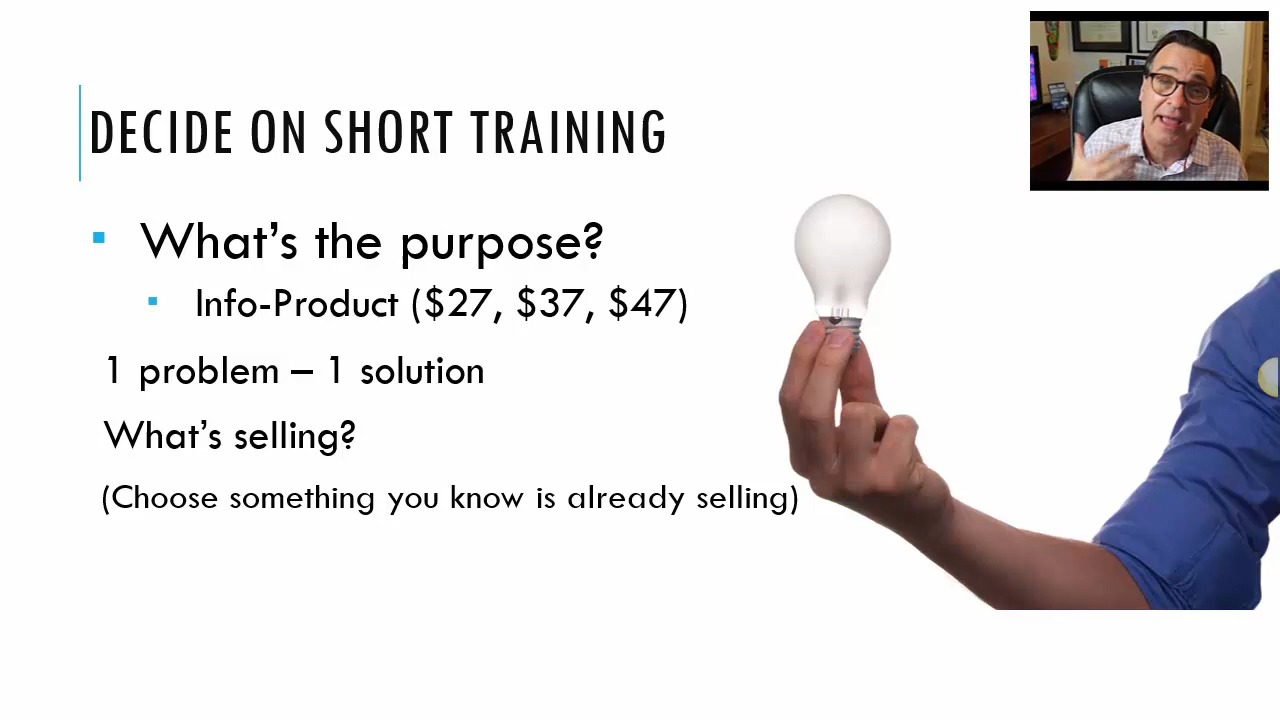 DECIDE ON SHORT TRAINING
What's the purpose?
Info-Product ($27, $37, $47)
1 problem – 1 solution
What's selling?
(Choose something you know is already selling)